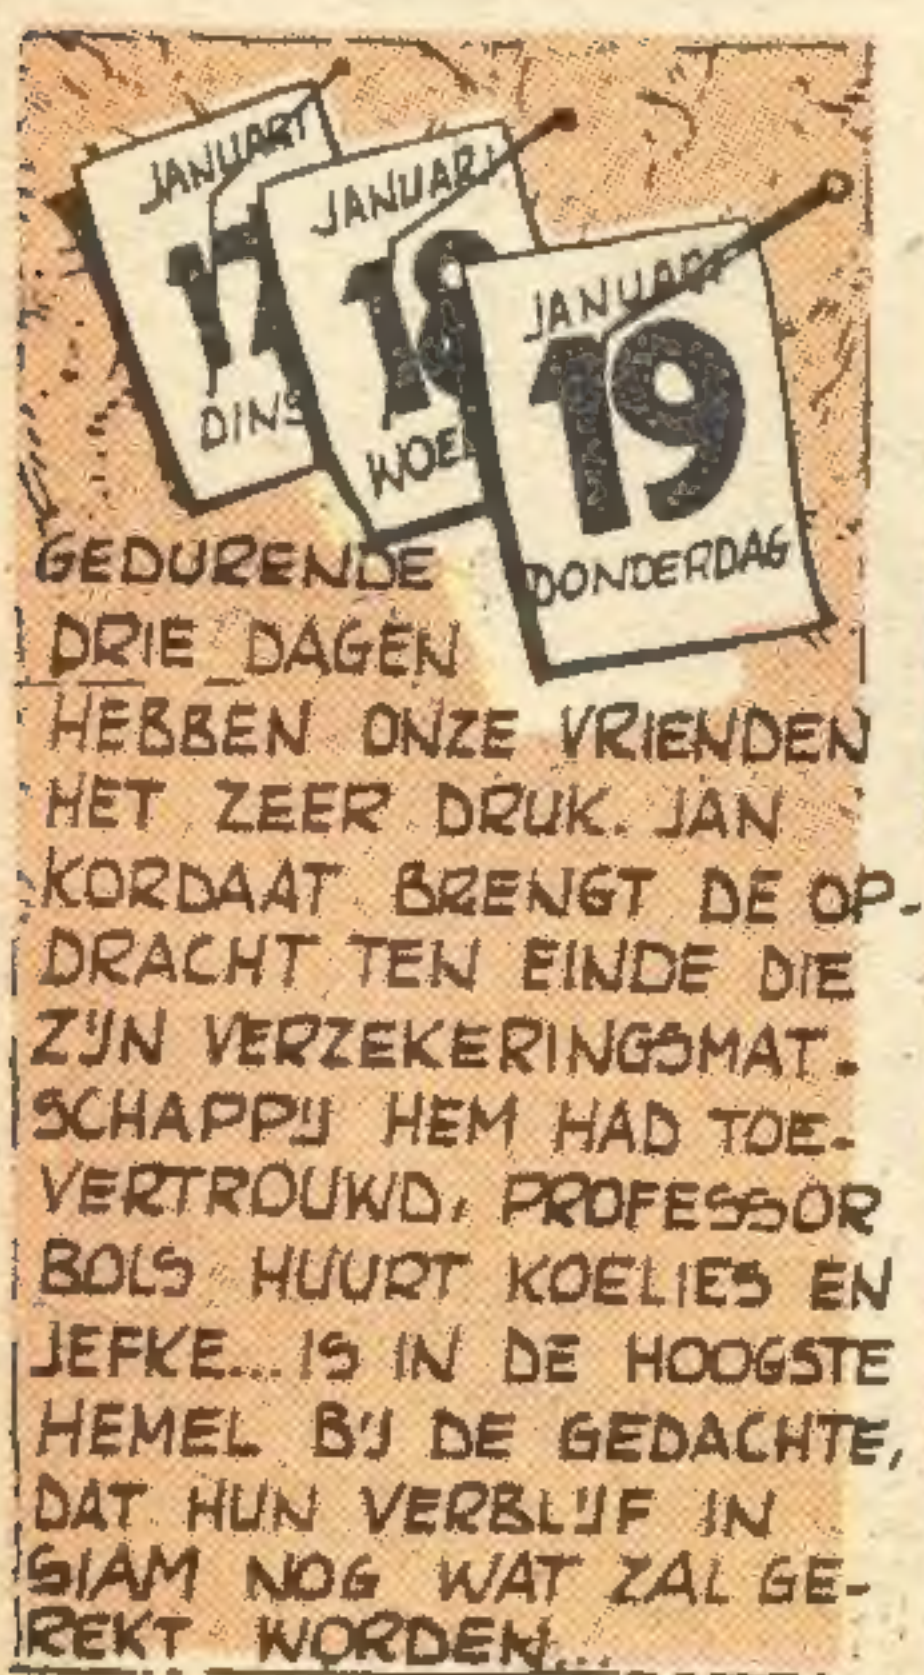 JANUARI
17
DINS
JANUARI
18
WOE
JANUARI
19
DONDERDAG
GEDURENDE
DRIE DAGEN
HEBBEN ONZE VRIENDEN
HET ZEER DRUK. JAN
KORDAAT BRENGT DE OP-
DRACHT TEN EINDE DIE
ZIJN VERZEKERINGSMAT-
SCHAPPIJ HEM HAD TOE-
VERTROUWD, PROFESSOR
BOLS HUURT KOELIES EN
JEFKE... IS IN DE HOOGSTE
HEMEL BIJ DE GEDACHTE,
DAT HUN VERBLIJF IN
SIAM NOG WAT ZAL GE-
REKT WORDEN...